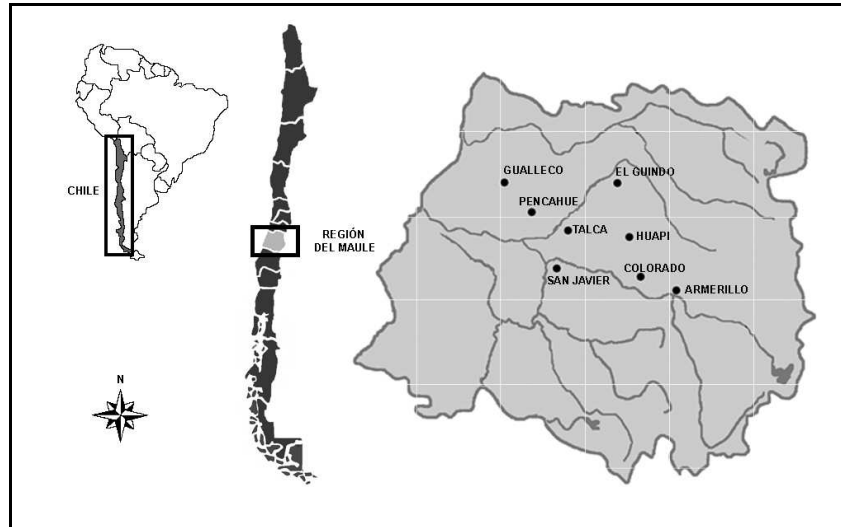 CHILE
N
REGIÓN
DEL MAULE
GUALLECO
EL GUINDO
PENCAHUE
TALCA
HUAPI
SAN JAVIER
COLORADO
ARMERILLO